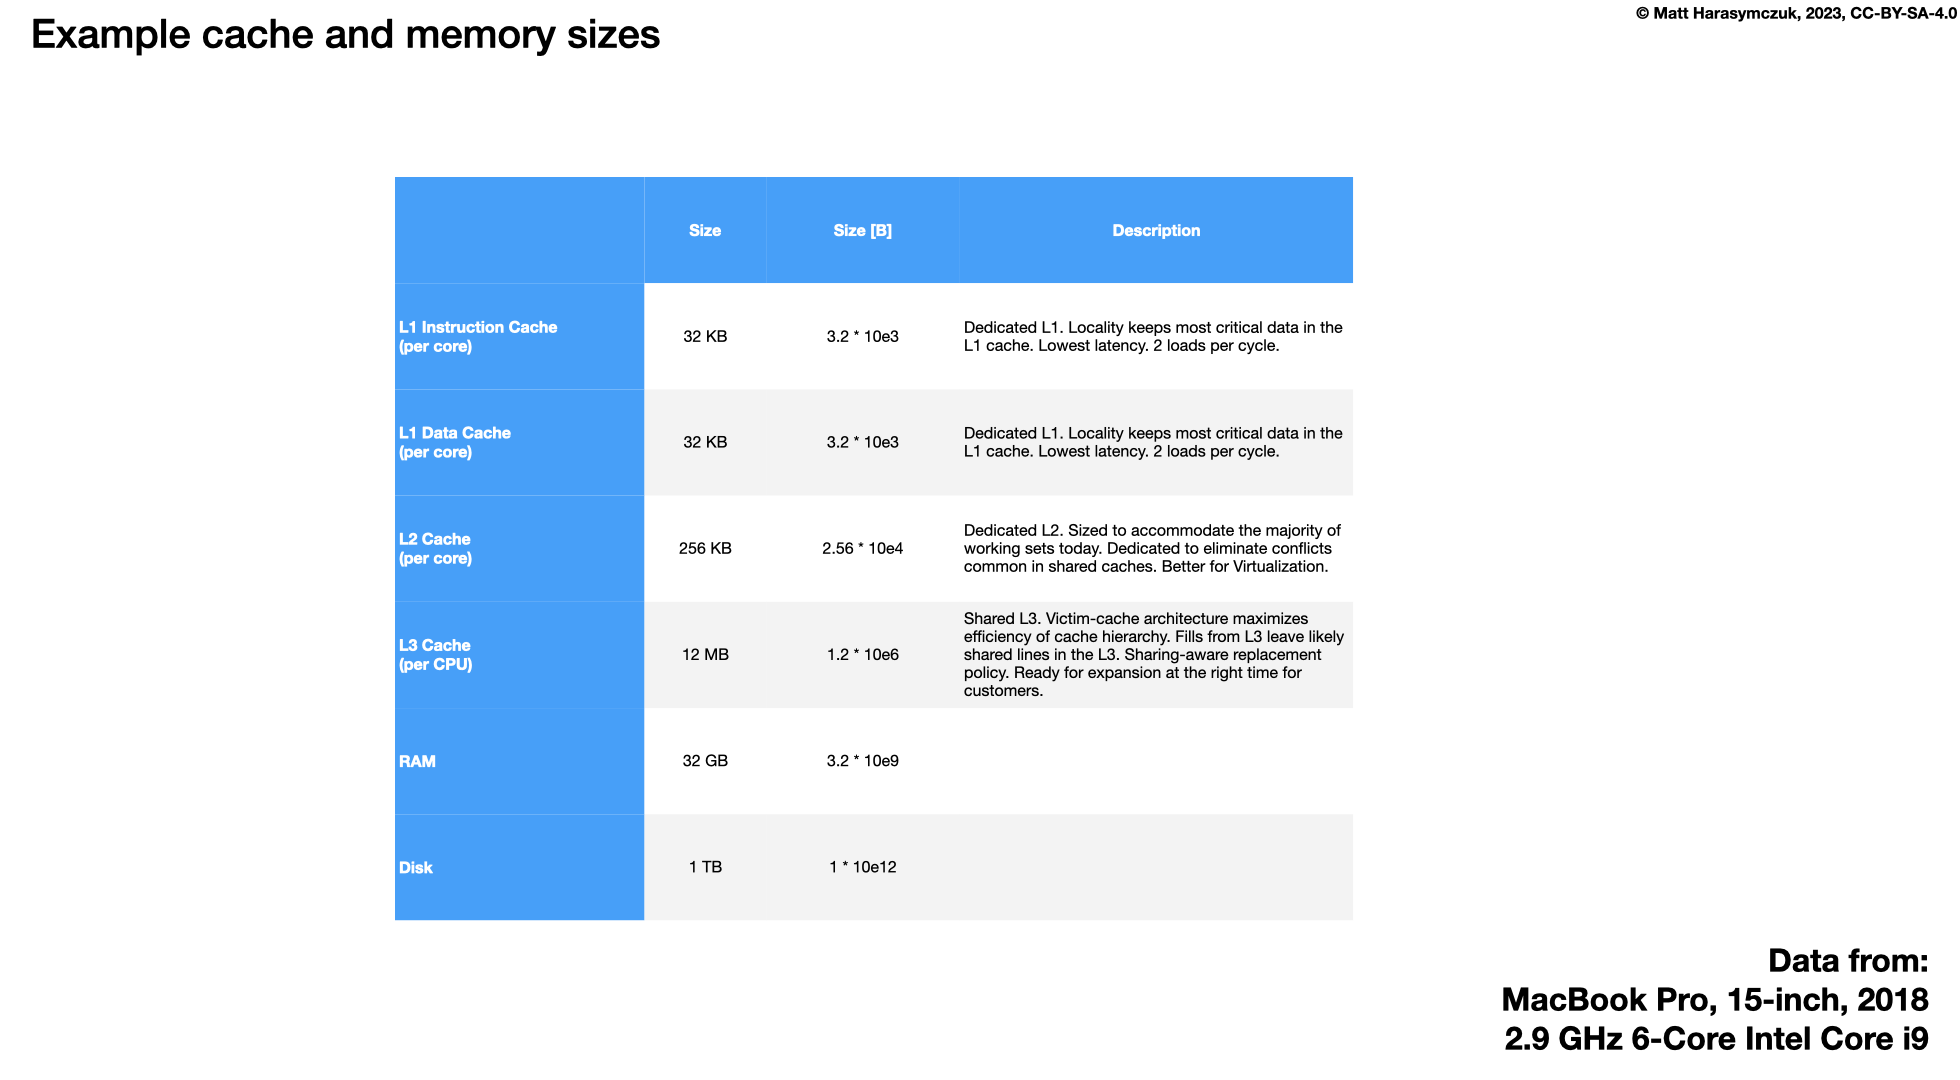 © Matt Harasymczuk, 2023, CC-BY-SA-4.0
Example cache and memory sizes
Size
Size [B]
Description
L1 Instruction Cache
(per core)
32 KB
3.2 * 10e3
Dedicated L1. Locality keeps most critical data in the
L1 cache. Lowest latency. 2 loads per cycle.
L1 Data Cache
(per core)
32 KB
3.2 * 10e3
Dedicated L1. Locality keeps most critical data in the
L1 cache. Lowest latency. 2 loads per cycle.
L2 Cache
(per core)
256 KB
2.56 * 10e4
Dedicated L2. Sized to accommodate the majority of
working sets today. Dedicated to eliminate conflicts
common in shared caches. Better for Virtualization.
L3 Cache
(per CPU)
12 MB
1.2 * 10e6
Shared L3. Victim-cache architecture maximizes
efficiency of cache hierarchy. Fills from L3 leave likely
shared lines in the L3. Sharing-aware replacement
policy. Ready for expansion at the right time for
customers.
RAM
32 GB
3.2 * 10e9
Disk
1 TB
1 * 10e12
Data from:
MacBook Pro, 15-inch, 2018
2.9 GHz 6-Core Intel Core i9